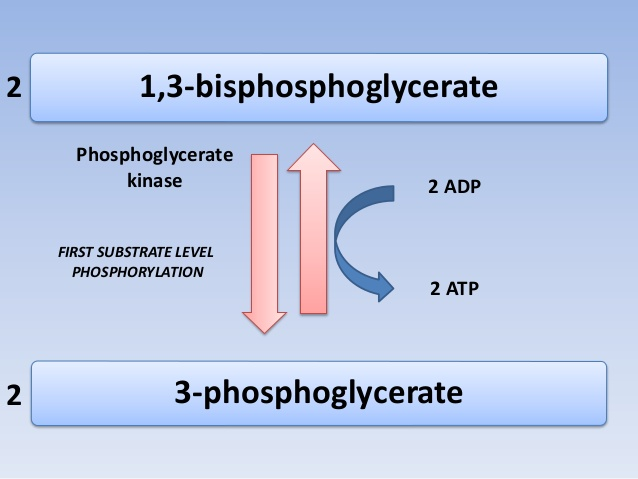 2
1,3-bisphosphoglycerate
Phosphoglycerate
kinase
2 ADP
FIRST SUBSTRATE LEVEL
PHOSPHORYLATION
2 ATP
2
3-phosphoglycerate